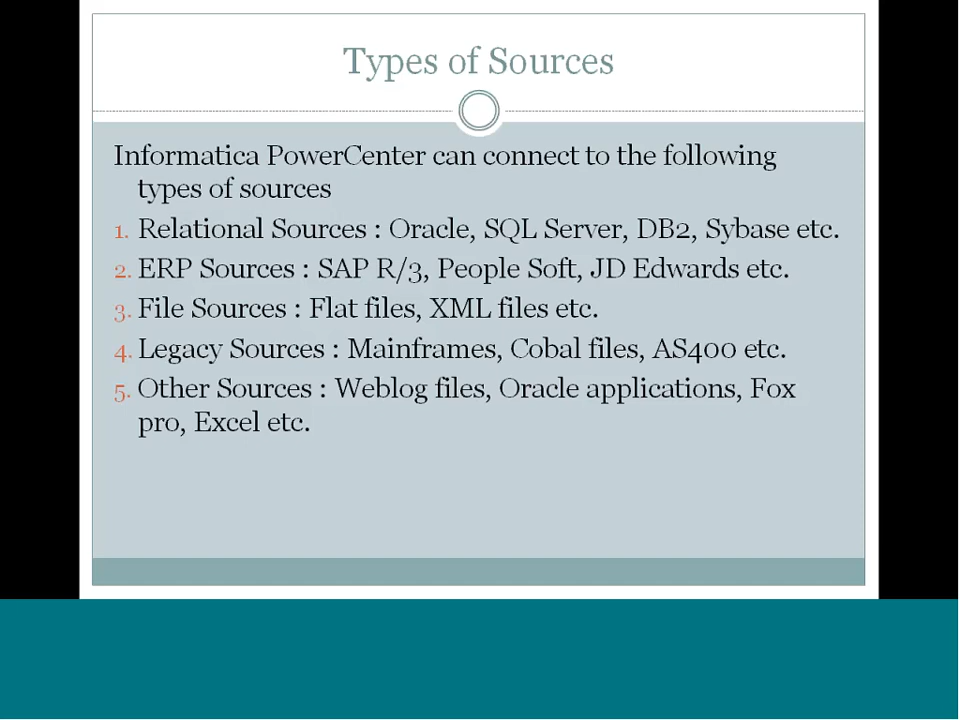 Types of Sources
Informatica PowerCenter can connect to the following
types of sources
1. Relational Sources : Oracle, SQL Server, DB2, Sybase etc.
2. ERP Sources : SAP R/3, People Soft, JD Edwards etc.
3. File Sources : Flat files, XML files etc.
4. Legacy Sources : Mainframes, Cobal files, AS400 etc.
5. Other Sources : Weblog files, Oracle applications, Fox
pro, Excel etc.